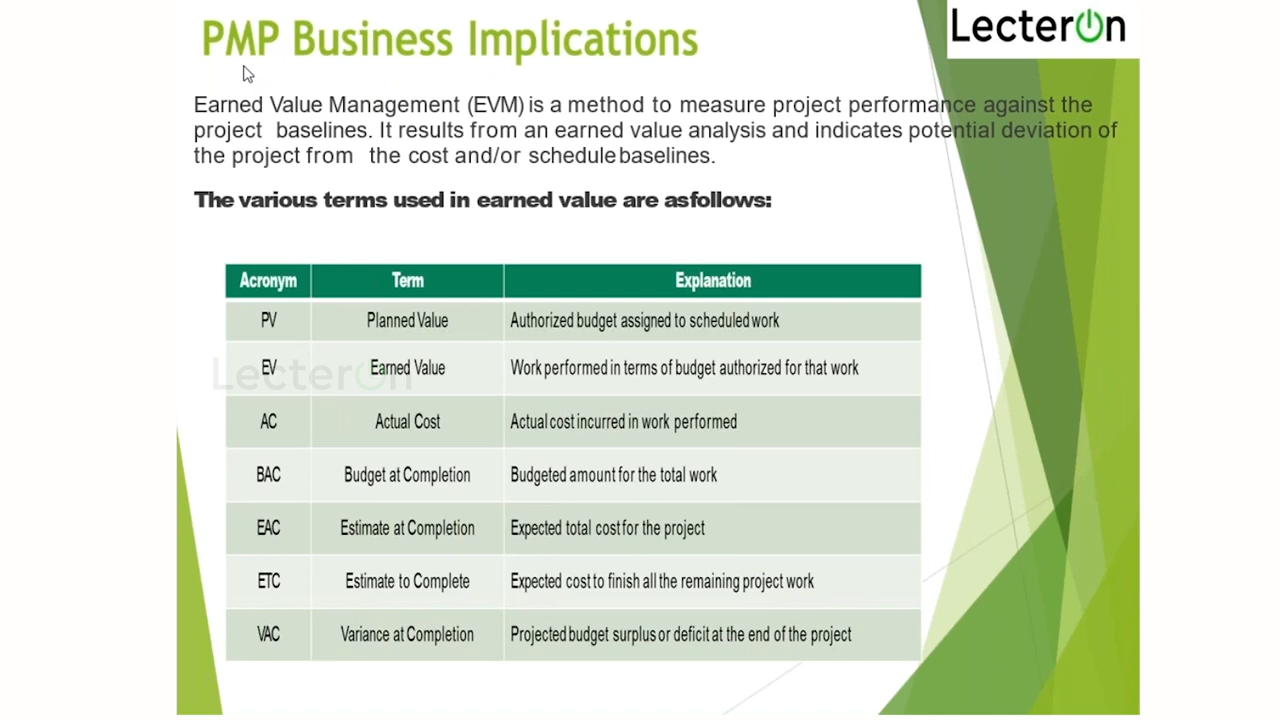 PMP Business Implications
LecterOn
Earned Value Management (EVM) is a method to measure project performance against the
project baselines. It results from an earned value analysis and indicates potential deviation of
the project from the cost and/or schedule baselines.
The various terms used in earned value are asfollows:
Acronym Term Explanation
PV Planned Value Authorized budget assigned to scheduled work
EV Earned Value Work performed in terms of budget authorized for that work
LecterOn
AC Actual Cost Actual cost incurred in work performed
BAC Budget at Completion Budgeted amount for the total work
EAC Estimate at Completion Expected total cost for the project
ETC Estimate to Complete Expected cost to finish all the remaining project work
VAC Variance at Completion Projected budget surplus or deficit at the end of the project